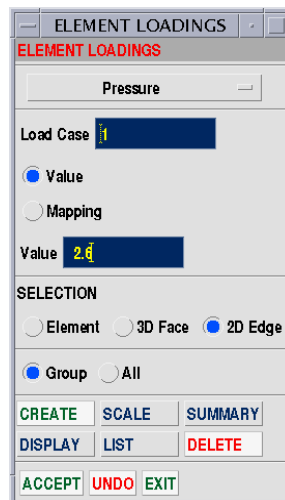 ELEMENT LOADINGS
ELEMENT LOADINGS
Pressure
Load Case 1
Value
Mapping
Value 2.6
SELECTION
Element 3D Face 2D Edge
Group All
CREATE SCALE SUMMARY
DISPLAY LIST DELETE
ACCEPT UNDO EXIT